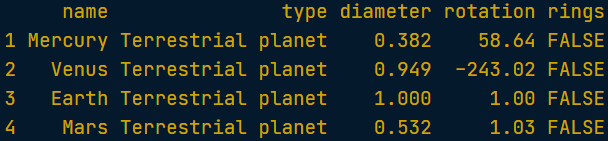 name type diameter rotation rings
1 Mercury Terrestrial planet 0.382 58.64 FALSE
2 Venus Terrestrial planet 0.949 -243.02 FALSE
3 Earth Terrestrial planet 1.000 1.00 FALSE
4 Mars Terrestrial planet 0.532 1.03 FALSE